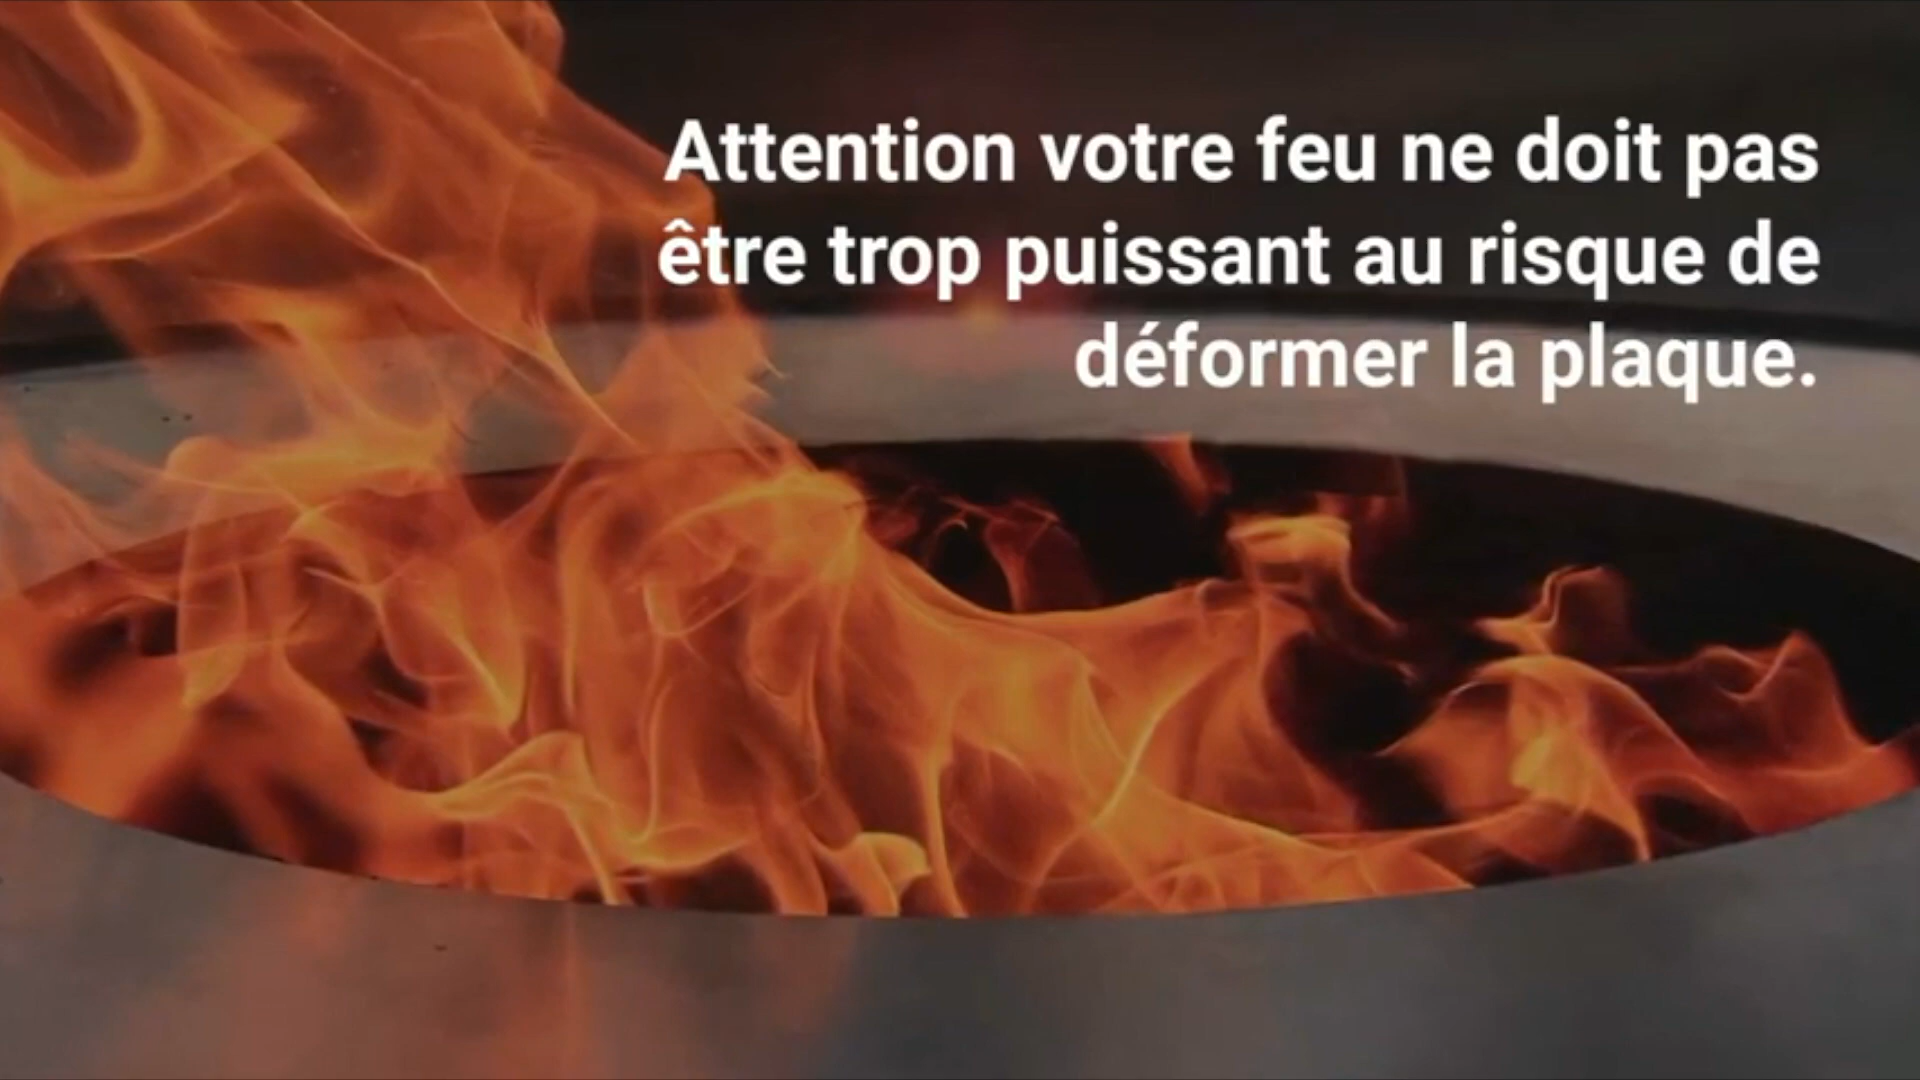 Attention votre feu ne doit pas
être trop puissant au risque de
déformer la plaque.